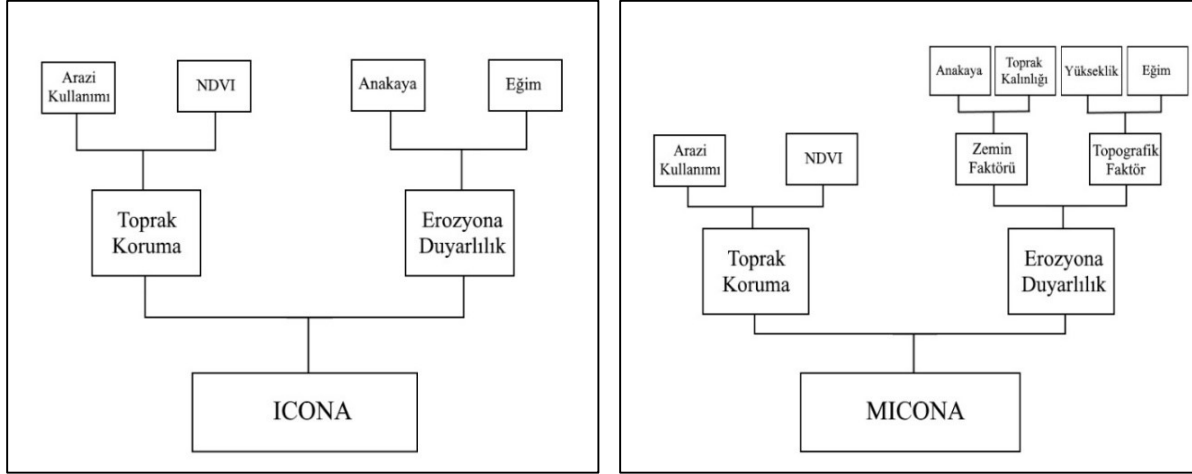 Arazi
Kullanımı
NDVI
Anakaya
Eğim
Toprak
Koruma
Erozyona
Duyarlılık
ICONA
Anakaya
Toprak
Kalınlığı
Yükseklik
Eğim
Arazi
Kullanımı
NDVI
Zemin
Faktörü
Topografik
Faktör
Toprak
Koruma
Erozyona
Duyarlılık
MICONA